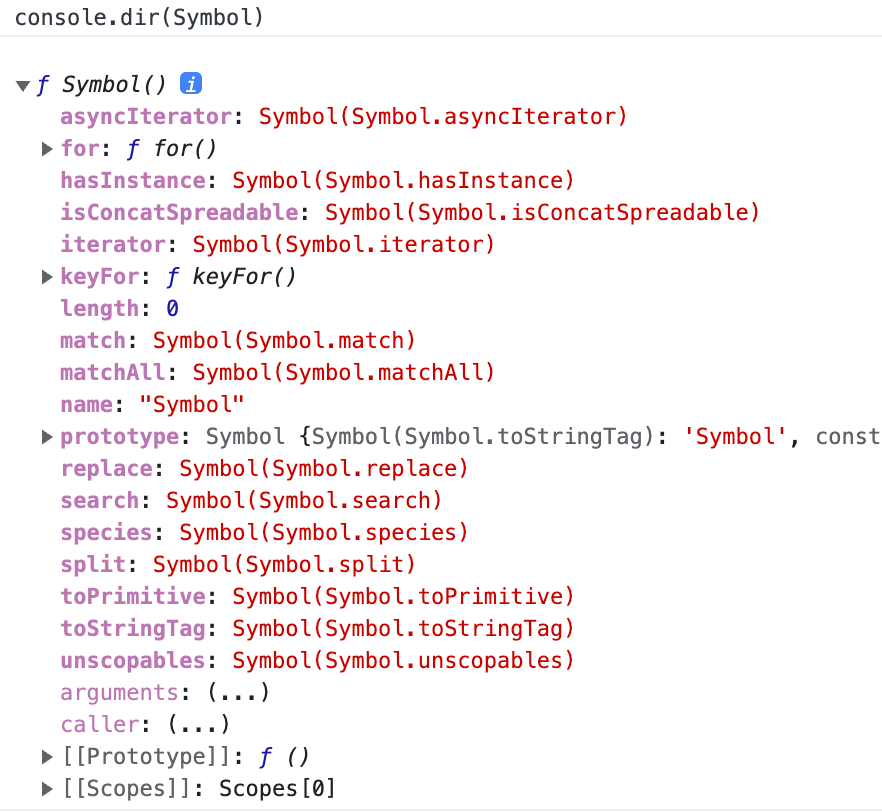 console.dir(Symbol)
ƒ Symbol() i
asyncIterator: Symbol(Symbol.asyncIterator)
for: ƒ for()
hasInstance: Symbol(Symbol.hasInstance)
isConcatSpreadable: Symbol(Symbol.isConcatSpreadable)
iterator: Symbol(Symbol.iterator)
keyFor: ƒ keyFor()
length: 0
match: Symbol(Symbol.match)
matchAll: Symbol(Symbol.matchAll)
name: "Symbol"
prototype: Symbol {Symbol(Symbol.toStringTag): 'Symbol', const
replace: Symbol(Symbol.replace)
search: Symbol(Symbol.search)
species: Symbol(Symbol.species)
split: Symbol(Symbol.split)
toPrimitive: Symbol(Symbol.toPrimitive)
toStringTag: Symbol(Symbol.toStringTag)
unscopables: Symbol(Symbol.unscopables)
arguments: (...)
caller: (...)
[[Prototype]]: ƒ ()
[[Scopes]]: Scopes[0]